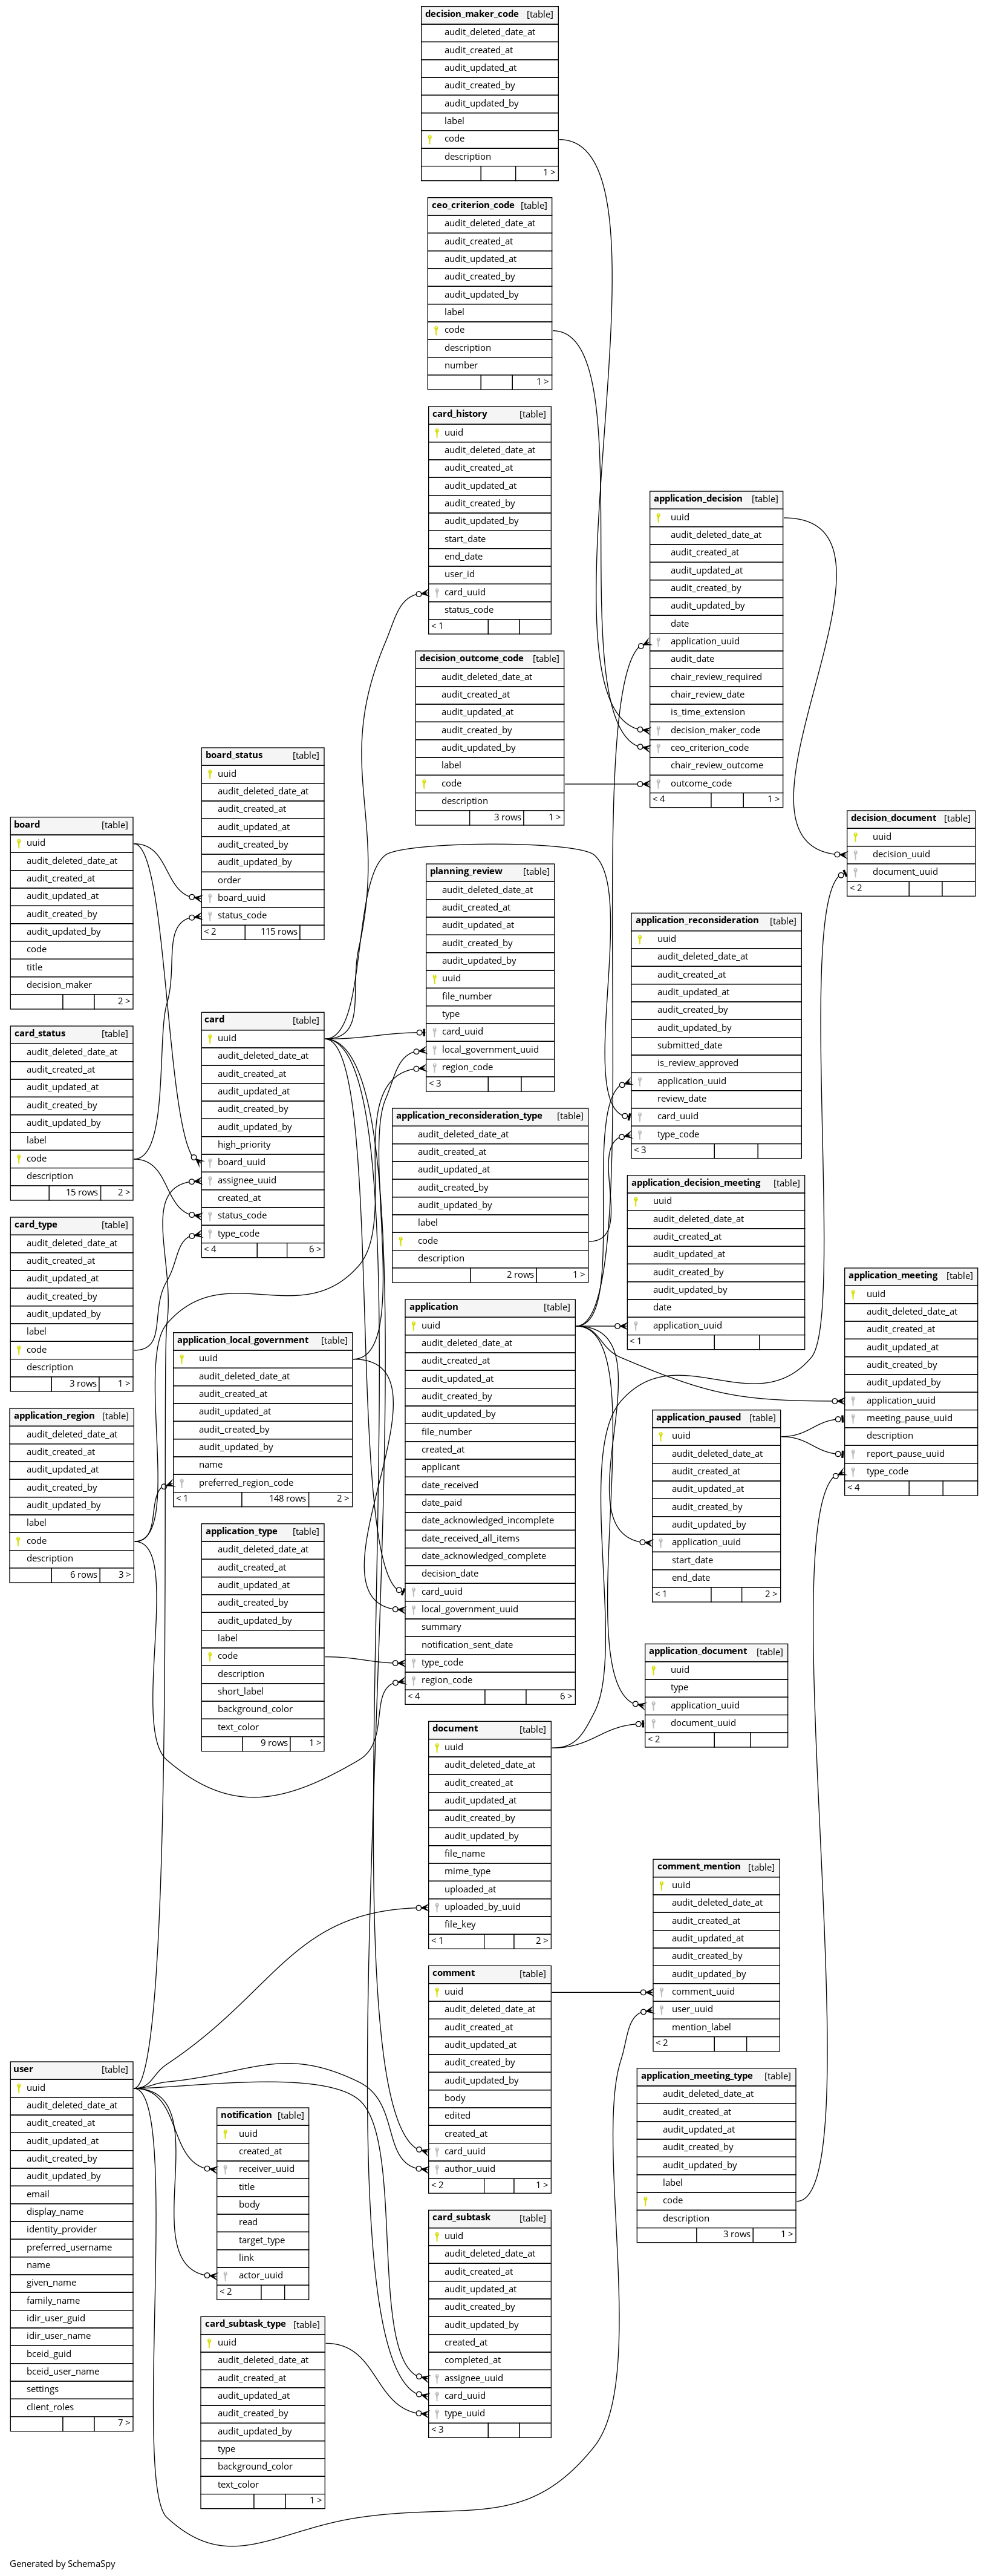 decision_maker_code [table]
audit_deleted_date_at
audit_created_at
audit_updated_at
audit_created_by
audit_updated_by
label
code
description
1 >
ceo_criterion_code [table]
audit_deleted_date_at
audit_created_at
audit_updated_at
audit_created_by
audit_updated_by
label
code
description
number
1 >
card_history [table]
uuid
audit_deleted_date_at
audit_created_at
audit_updated_at
audit_created_by
audit_updated_by
start_date
end_date
user_id
card_uuid
status_code
< 1
application_decision [table]
uuid
audit_deleted_date_at
audit_created_at
audit_updated_at
audit_created_by
audit_updated_by
date
application_uuid
audit_date
chair_review_required
chair_review_date
is_time_extension
decision_maker_code
ceo_criterion_code
chair_review_outcome
outcome_code
< 4 1 >
decision_outcome_code [table]
audit_deleted_date_at
audit_created_at
audit_updated_at
audit_created_by
audit_updated_by
label
code
description
3 rows 1 >
board_status [table]
uuid
audit_deleted_date_at
audit_created_at
audit_updated_at
audit_created_by
audit_updated_by
order
board_uuid
status_code
< 2 115 rows
board [table]
uuid
audit_deleted_date_at
audit_created_at
audit_updated_at
audit_created_by
audit_updated_by
code
title
decision_maker
2 >
decision_document [table]
uuid
decision_uuid
document_uuid
< 2
planning_review [table]
audit_deleted_date_at
audit_created_at
audit_updated_at
audit_created_by
audit_updated_by
uuid
file_number
type
card_uuid
local_government_uuid
region_code
< 3
application_reconsideration [table]
uuid
audit_deleted_date_at
audit_created_at
audit_updated_at
audit_created_by
audit_updated_by
submitted_date
is_review_approved
application_uuid
review_date
card_uuid
type_code
< 3
card [table]
uuid
audit_deleted_date_at
audit_created_at
audit_updated_at
audit_created_by
audit_updated_by
high_priority
board_uuid
assignee_uuid
created_at
status_code
type_code
< 4 6 >
card_status [table]
audit_deleted_date_at
audit_created_at
audit_updated_at
audit_created_by
audit_updated_by
label
code
description
15 rows 2 >
application_reconsideration_type [table]
audit_deleted_date_at
audit_created_at
audit_updated_at
audit_created_by
audit_updated_by
label
code
description
2 rows 1 >
application_decision_meeting [table]
uuid
audit_deleted_date_at
audit_created_at
audit_updated_at
audit_created_by
audit_updated_by
date
application_uuid
< 1
card_type [table]
audit_deleted_date_at
audit_created_at
audit_updated_at
audit_created_by
audit_updated_by
label
code
description
3 rows 1 >
application_meeting [table]
uuid
audit_deleted_date_at
audit_created_at
audit_updated_at
audit_created_by
audit_updated_by
application_uuid
meeting_pause_uuid
description
report_pause_uuid
type_code
< 4
application [table]
uuid
audit_deleted_date_at
audit_created_at
audit_updated_at
audit_created_by
audit_updated_by
file_number
created_at
applicant
date_received
date_paid
date_acknowledged_incomplete
date_received_all_items
date_acknowledged_complete
decision_date
card_uuid
local_government_uuid
summary
notification_sent_date
type_code
region_code
< 4 6 >
application_local_government [table]
uuid
audit_deleted_date_at
audit_created_at
audit_updated_at
audit_created_by
audit_updated_by
name
preferred_region_code
< 1 148 rows 2 >
application_region [table]
audit_deleted_date_at
audit_created_at
audit_updated_at
audit_created_by
audit_updated_by
label
code
description
6 rows 3 >
application_paused [table]
uuid
audit_deleted_date_at
audit_created_at
audit_updated_at
audit_created_by
audit_updated_by
application_uuid
start_date
end_date
< 1 2 >
application_type [table]
audit_deleted_date_at
audit_created_at
audit_updated_at
audit_created_by
audit_updated_by
label
code
description
short_label
background_color
text_color
9 rows 1 >
application_document [table]
uuid
type
application_uuid
document_uuid
< 2
document [table]
uuid
audit_deleted_date_at
audit_created_at
audit_updated_at
audit_created_by
audit_updated_by
file_name
mime_type
uploaded_at
uploaded_by_uuid
file_key
< 1 2 >
comment_mention [table]
uuid
audit_deleted_date_at
audit_created_at
audit_updated_at
audit_created_by
audit_updated_by
comment_uuid
user_uuid
mention_label
< 2
comment [table]
uuid
audit_deleted_date_at
audit_created_at
audit_updated_at
audit_created_by
audit_updated_by
body
edited
created_at
card_uuid
author_uuid
< 2 1 >
user [table]
uuid
audit_deleted_date_at
audit_created_at
audit_updated_at
audit_created_by
audit_updated_by
email
display_name
identity_provider
preferred_username
name
given_name
family_name
idir_user_guid
idir_user_name
bceid_guid
bceid_user_name
settings
client_roles
7 >
application_meeting_type [table]
audit_deleted_date_at
audit_created_at
audit_updated_at
audit_created_by
audit_updated_by
label
code
description
3 rows 1 >
notification [table]
uuid
created_at
receiver_uuid
title
body
read
target_type
link
actor_uuid
< 2
card_subtask [table]
uuid
audit_deleted_date_at
audit_created_at
audit_updated_at
audit_created_by
audit_updated_by
created_at
completed_at
assignee_uuid
card_uuid
type_uuid
< 3
card_subtask_type [table]
uuid
audit_deleted_date_at
audit_created_at
audit_updated_at
audit_created_by
audit_updated_by
type
background_color
text_color
1 >
Generated by SchemaSpy